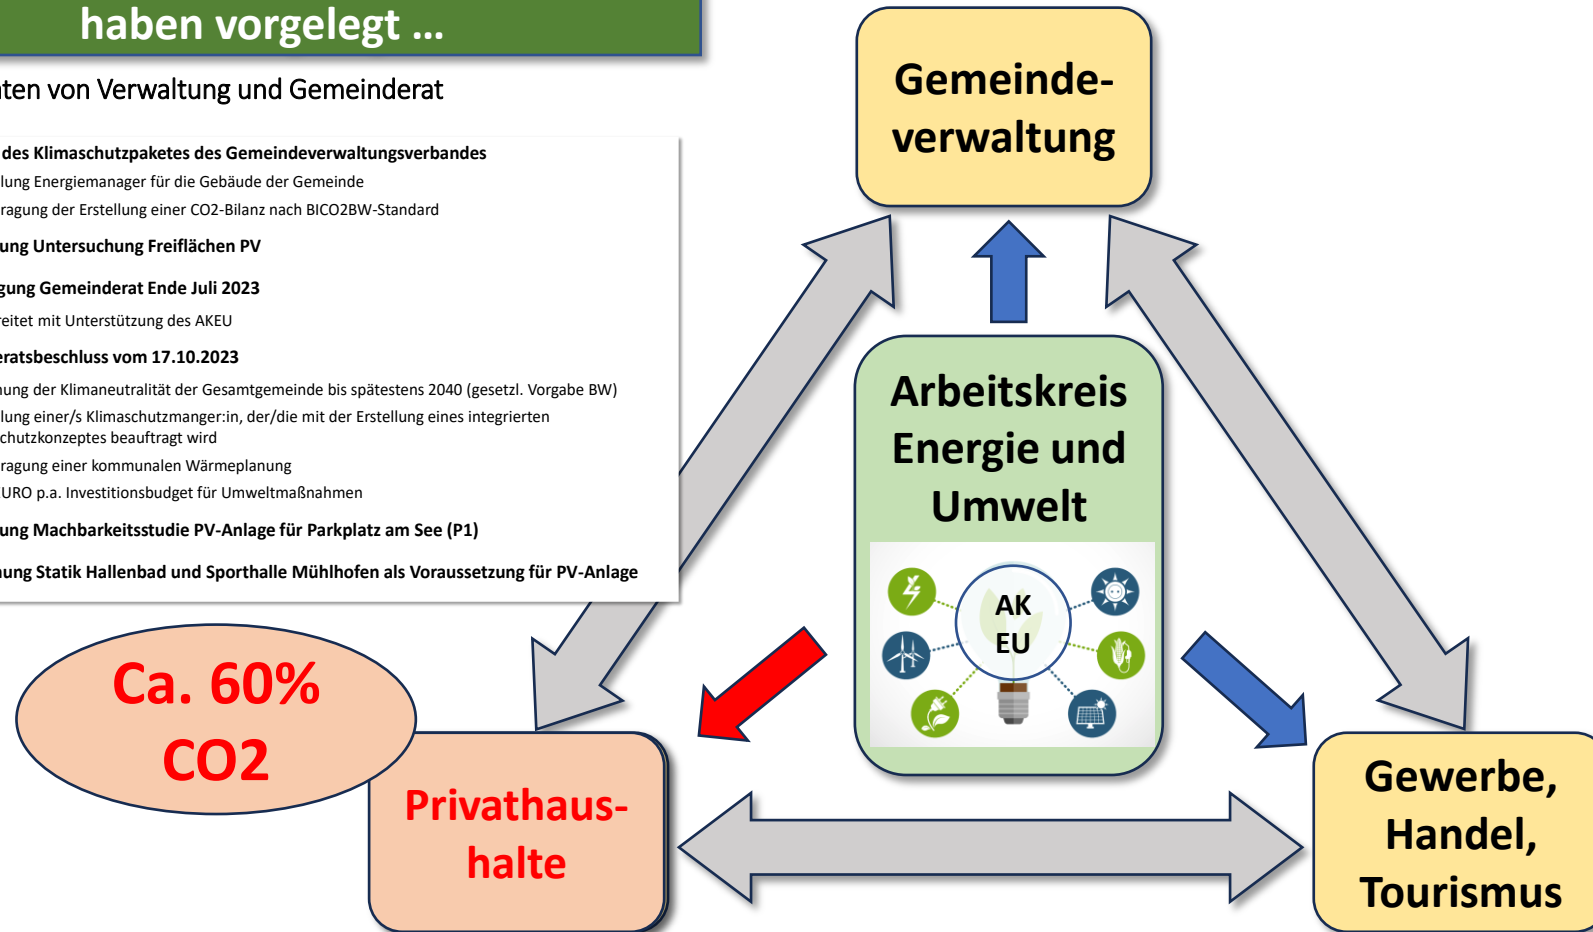 haben vorgelegt …
ten von Verwaltung und Gemeinderat
des Klimaschutzpaketes des Gemeindeverwaltungsverbandes
lung Energiemanager für die Gebäude der Gemeinde
ragung der Erstellung einer CO2-Bilanz nach BICO2BW-Standard
ung Untersuchung Freiflächen PV
gung Gemeinderat Ende Juli 2023
reitet mit Unterstützung des AKEU
eratsbeschluss vom 17.10.2023
nung der Klimaneutralität der Gesamtgemeinde bis spätestens 2040 (gesetzl. Vorgabe BW)
lung einer/s Klimaschutzmanger:in, der/die mit der Erstellung eines integrierten
chutzkonzeptes beauftragt wird
ragung einer kommunalen Wärmeplanung
EURO p.a. Investitionsbudget für Umweltmaßnahmen
ung Machbarkeitsstudie PV-Anlage für Parkplatz am See (P1)
nung Statik Hallenbad und Sporthalle Mühlhofen als Voraussetzung für PV-Anlage
Gemeinde-
verwaltung
Arbeitskreis
Energie und
Umwelt
AK
EU
Ca. 60%
CO2
Privathaus-
halte
Gewerbe,
Handel,
Tourismus